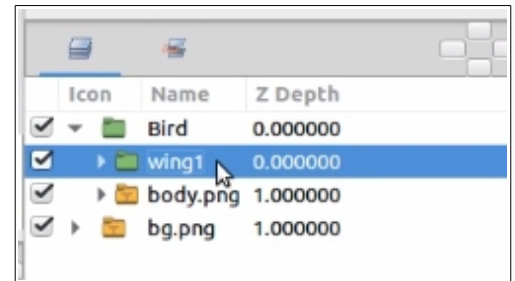 Icon Name Z Depth
Bird 0.000000
wing1 0.000000
body.png 1.000000
bg.png 1.000000